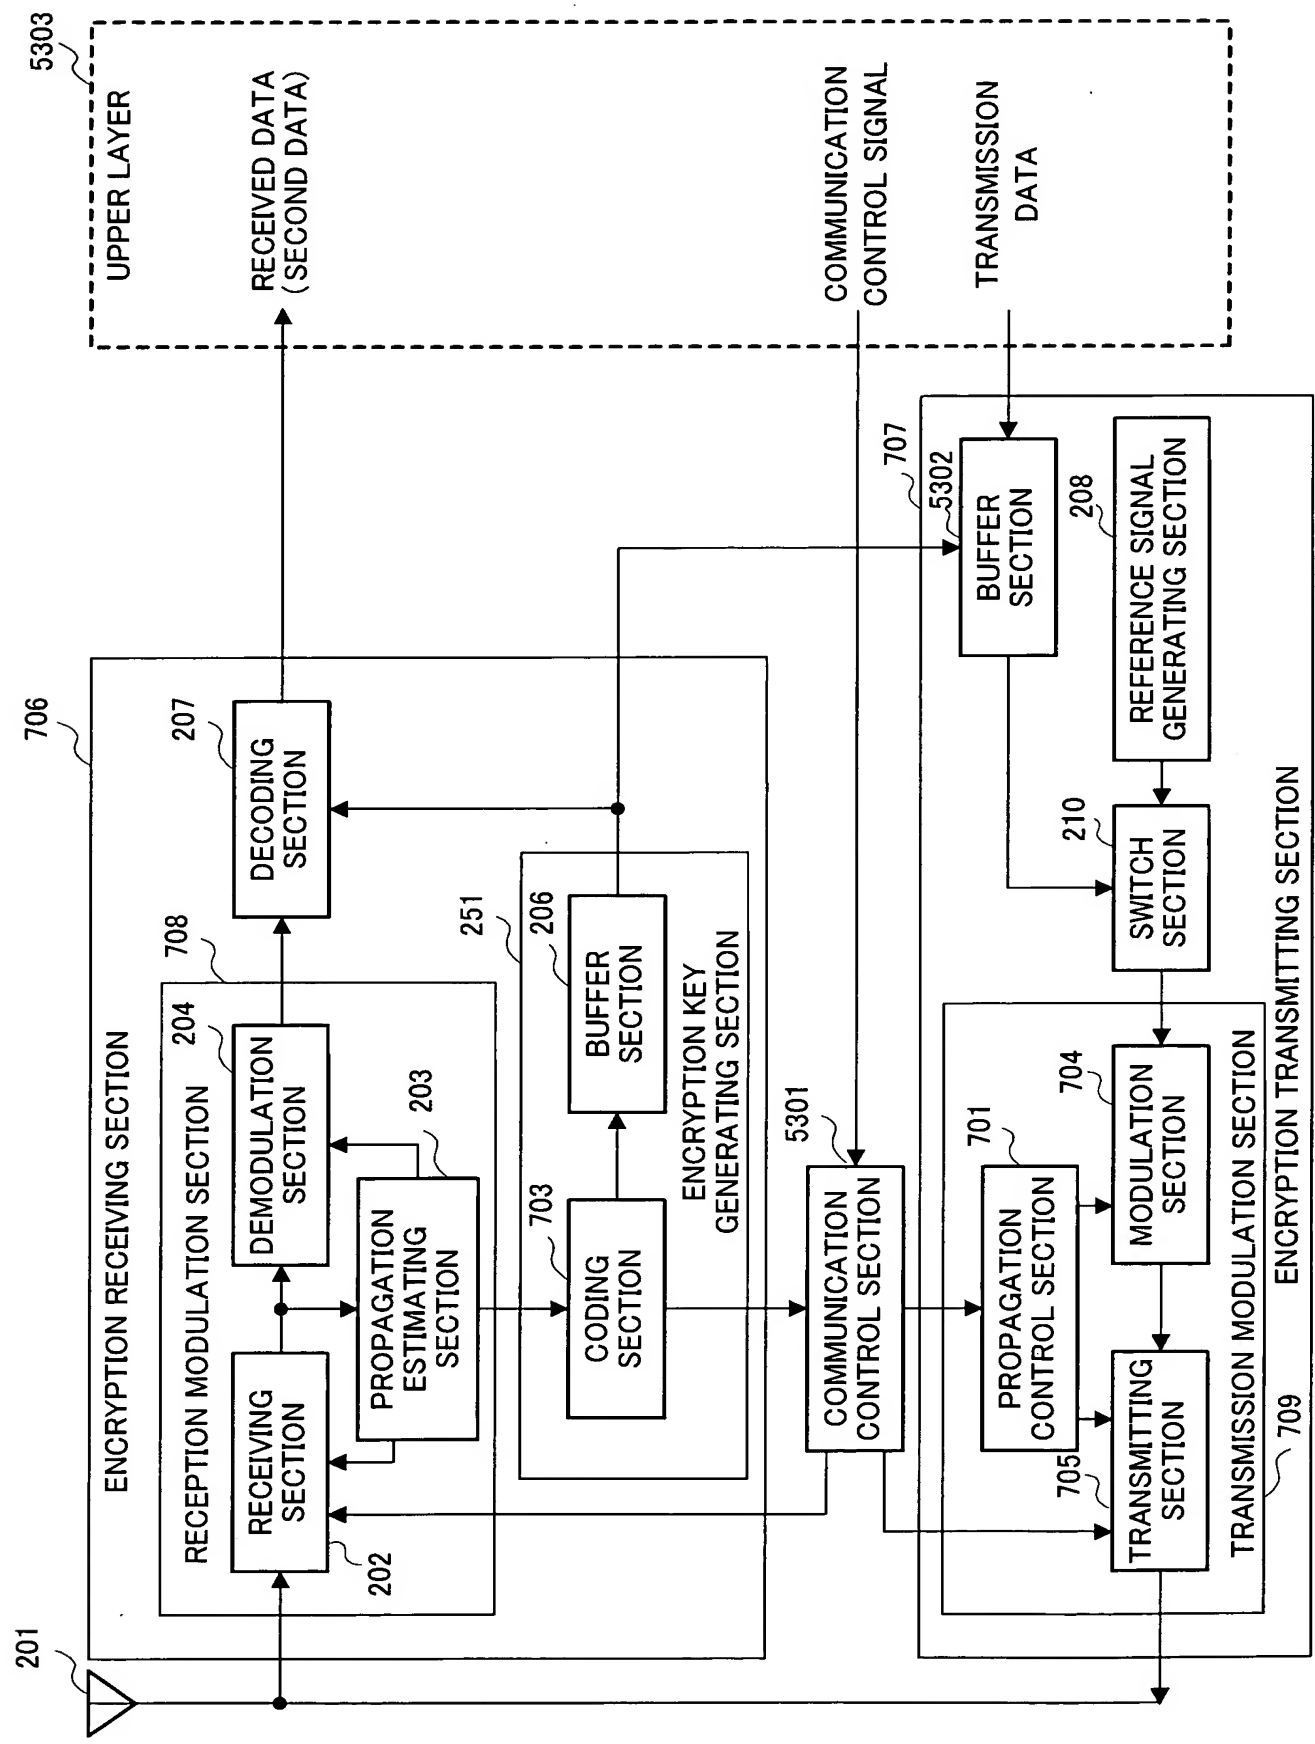 201
ENCRYPTION RECEIVING SECTION
706
RECEPTION MODULATION SECTION
708
202
RECEIVING
SECTION
204
DEMODULATION
SECTION
207
DECODING
SECTION
203
PROPAGATION
ESTIMATING
SECTION
251
703
CODING
SECTION
206
BUFFER
SECTION
ENCRYPTION KEY
GENERATING SECTION
5303
UPPER LAYER
RECEIVED DATA
(SECOND DATA)
COMMUNICATION
CONTROL SIGNAL
TRANSMISSION
DATA
5301
COMMUNICATION
CONTROL SECTION
707
5302
BUFFER
SECTION
701
PROPAGATION
CONTROL SECTION
705
TRANSMITTING
SECTION
704
MODULATION
SECTION
210
SWITCH
SECTION
208
REFERENCE SIGNAL
GENERATING SECTION
709
TRANSMISSION MODULATION SECTION
ENCRYPTION TRANSMITTING SECTION